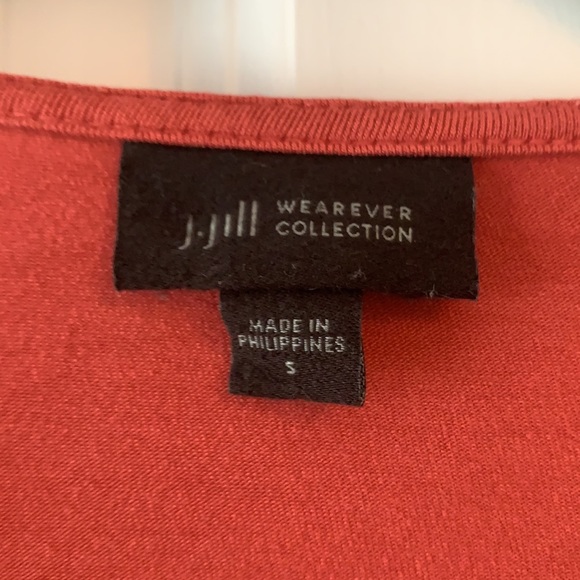 j.jill WEAREVER
COLLECTION
MADE IN
PHILIPPINES
S